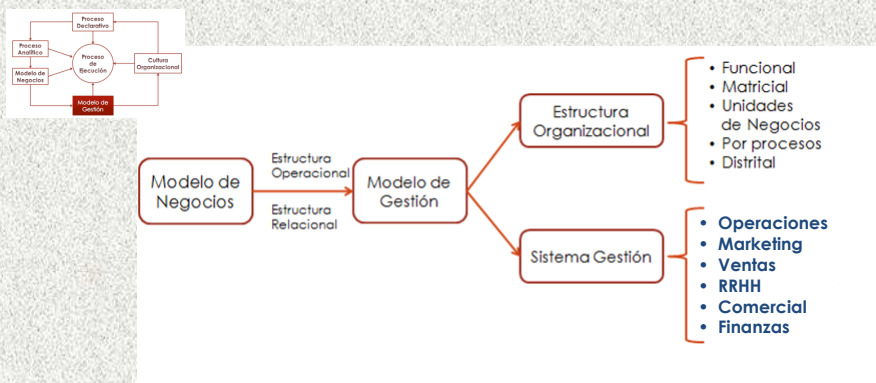 Proceso
Declarativo
Proceso
Analítico
Proceso
de
Ejecución
Cultura
Organizacional
Modelo de
Negocios
Modelo de
Gestión
Modelo de
Negocios
Estructura
Operacional
Estructura
Relacional
Modelo de
Gestión
Estructura
Organizacional
• Funcional
• Matricial
• Unidades
de Negocios
• Por procesos
• Distrital
Sistema Gestión
• Operaciones
• Marketing
• Ventas
• RRHH
• Comercial
• Finanzas